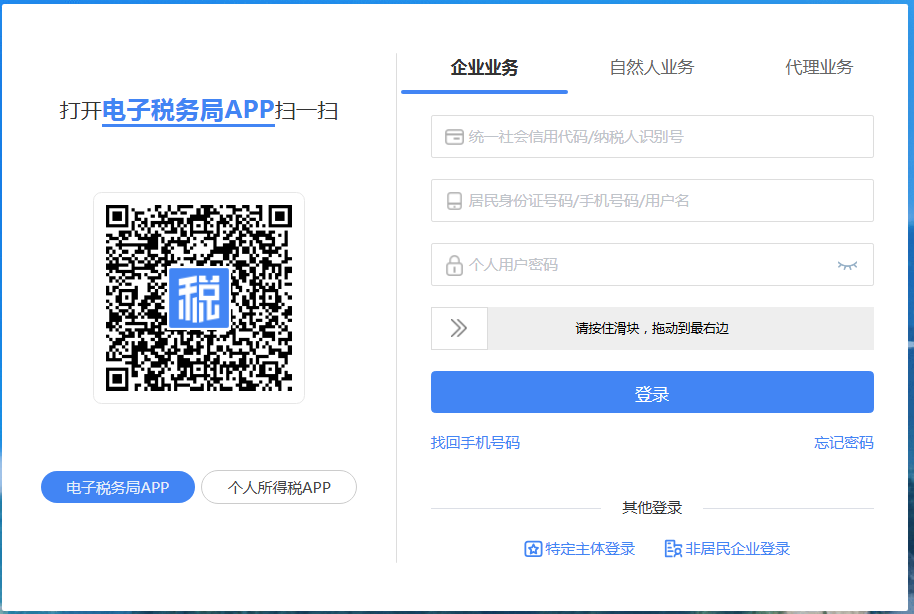 打开电子税务局APP扫一扫
税
电子税务局APP
个人所得税APP
企业业务
自然人业务
代理业务
统一社会信用代码/纳税人识别号
居民身份证号码/手机号码/用户名
个人用户密码
请按住滑块，拖动到最右边
登录
找回手机号码
忘记密码
其他登录
特定主体登录
非居民企业登录